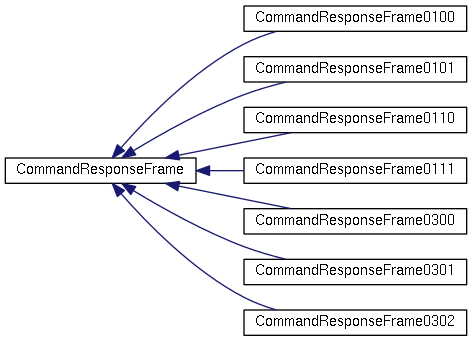 CommandResponseFrame0100
CommandResponseFrame0101
CommandResponseFrame0110
CommandResponseFrame
CommandResponseFrame0111
CommandResponseFrame0300
CommandResponseFrame0301
CommandResponseFrame0302